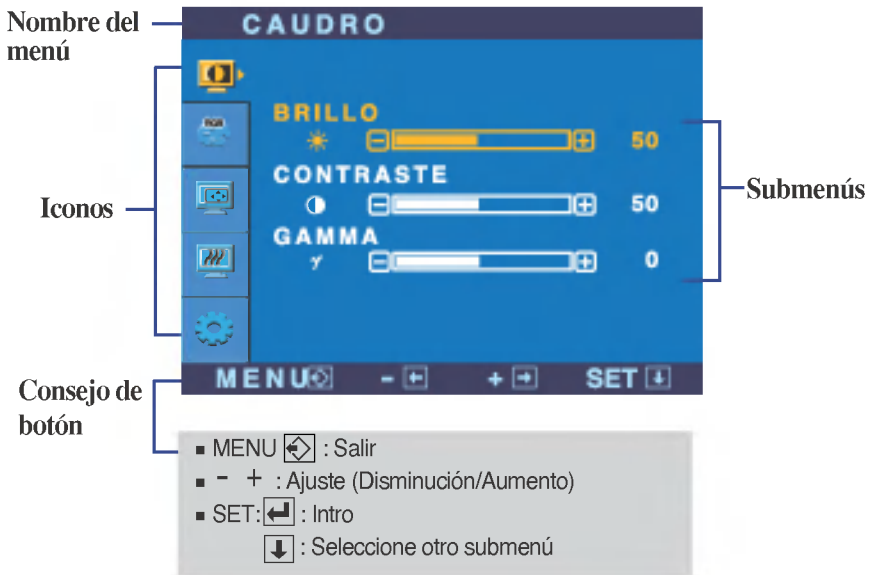 Nombre del
menú
CAUDRO
RGB
BRILLO
50
CONTRASTE
50
GAMMA
γ
0
Iconos
Submenús
MENU - + SET
Consejo de
botón
▪ MENU : Salir
▪ - + : Ajuste (Disminución/Aumento)
▪ SET: : Intro
: Seleccione otro submenú